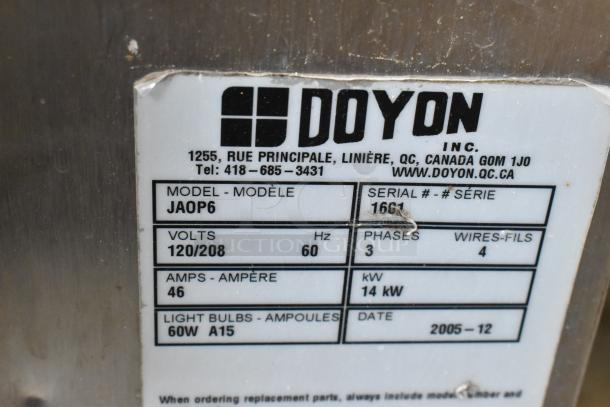 DOYON
INC.
1255, RUE PRINCIPALE, LINIÈRE, QC, CANADA G0M 1J0
Tel: 418-685-3431 WWW.DOYON.QC.CA
MODEL - MODÈLE SERIAL # - # SÉRIE
JAOP6 1661
VOLTS Hz PHASES WIRES-FILS
120/208 60 3 4
AMPS - AMPÈRE kW
46 14 kW
LIGHT BULBS - AMPOULES DATE
60W A15 2005-12
When ordering replacement parts, always include model number and